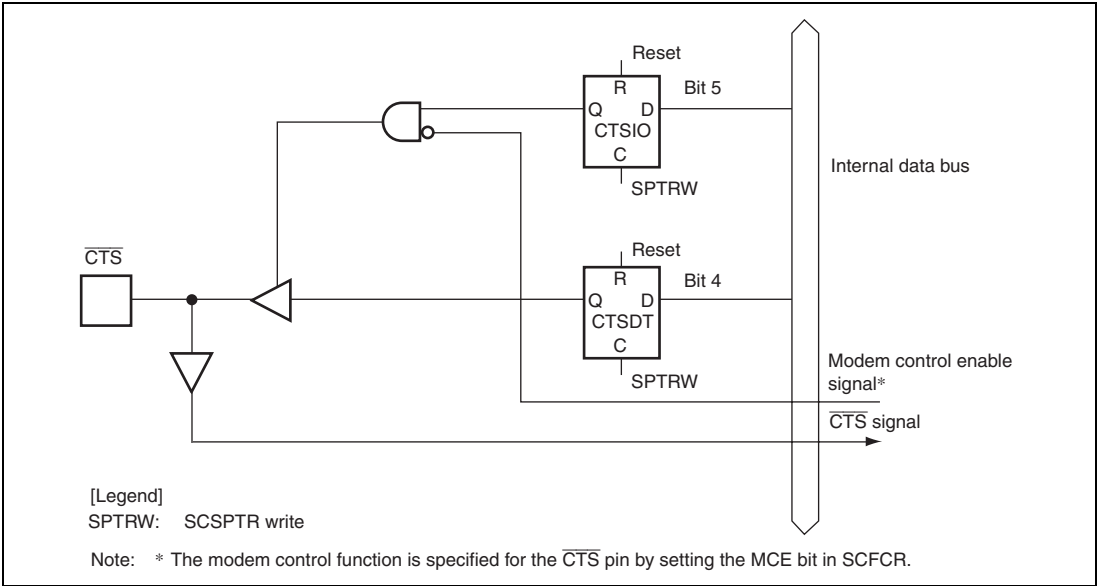 Reset
R
Bit 5
Q D
CTSIO
C
SPTRW
Internal data bus
CTS
Reset
R
Bit 4
Q D
CTSDT
C
SPTRW
Modem control enable
signal*
CTS signal
[Legend]
SPTRW: SCSPTR write
Note: * The modem control function is specified for the CTS pin by setting the MCE bit in SCFCR.